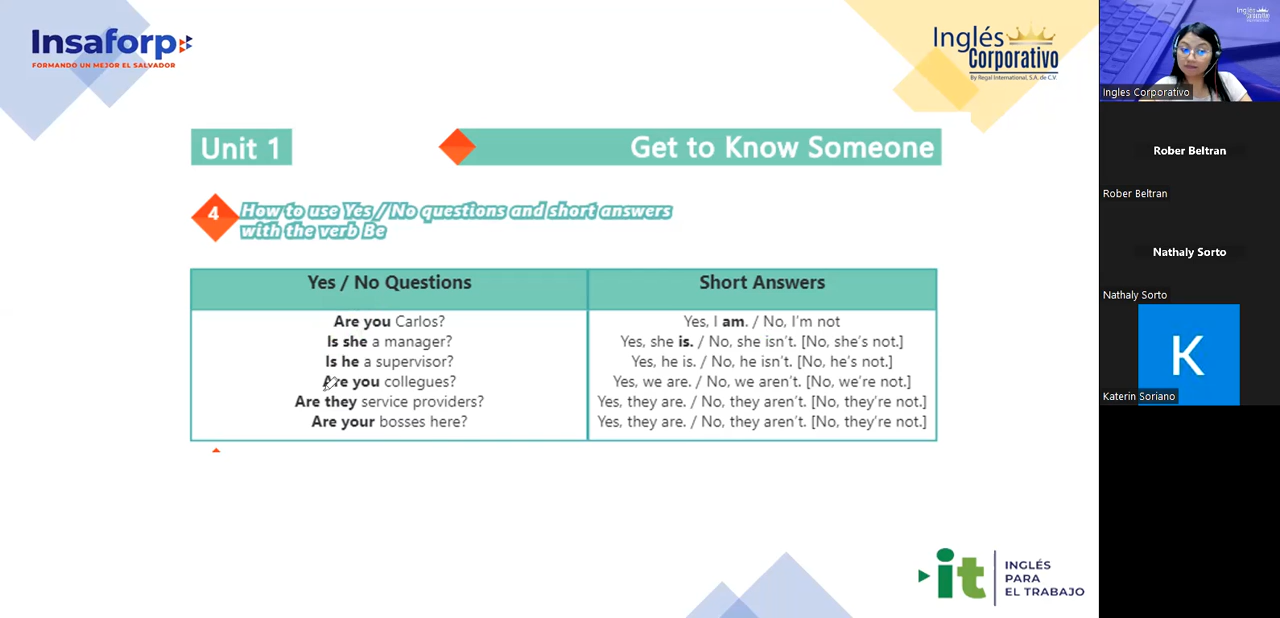 Insaforp
FORMANDO UN MEJOR EL SALVADOR
Inglés
Corporativo
By Regal International, S.A. de C.V.
Unit 1
Get to Know Someone
4
How to use Yes / No questions and short answers
with the verb Be
Yes / No Questions
Short Answers
Are you Carlos?
Yes, I am. / No, I'm not
Is she a manager?
Yes, she is. / No, she isn't. [No, she's not.]
Is he a supervisor?
Yes, he is. / No, he isn't. [No, he's not.]
Are you collegues?
Yes, we are. / No, we aren't. [No, we're not.]
Are they service providers?
Yes, they are. / No, they aren't. [No, they're not.]
Are your bosses here?
Yes, they are. / No, they aren't. [No, they're not.]
it
INGLÉS
PARA
EL TRABAJO
Ingles Corporativo
Rober Beltran
Rober Beltran
Nathaly Sorto
Nathaly Sorto
K
Katerin Soriano